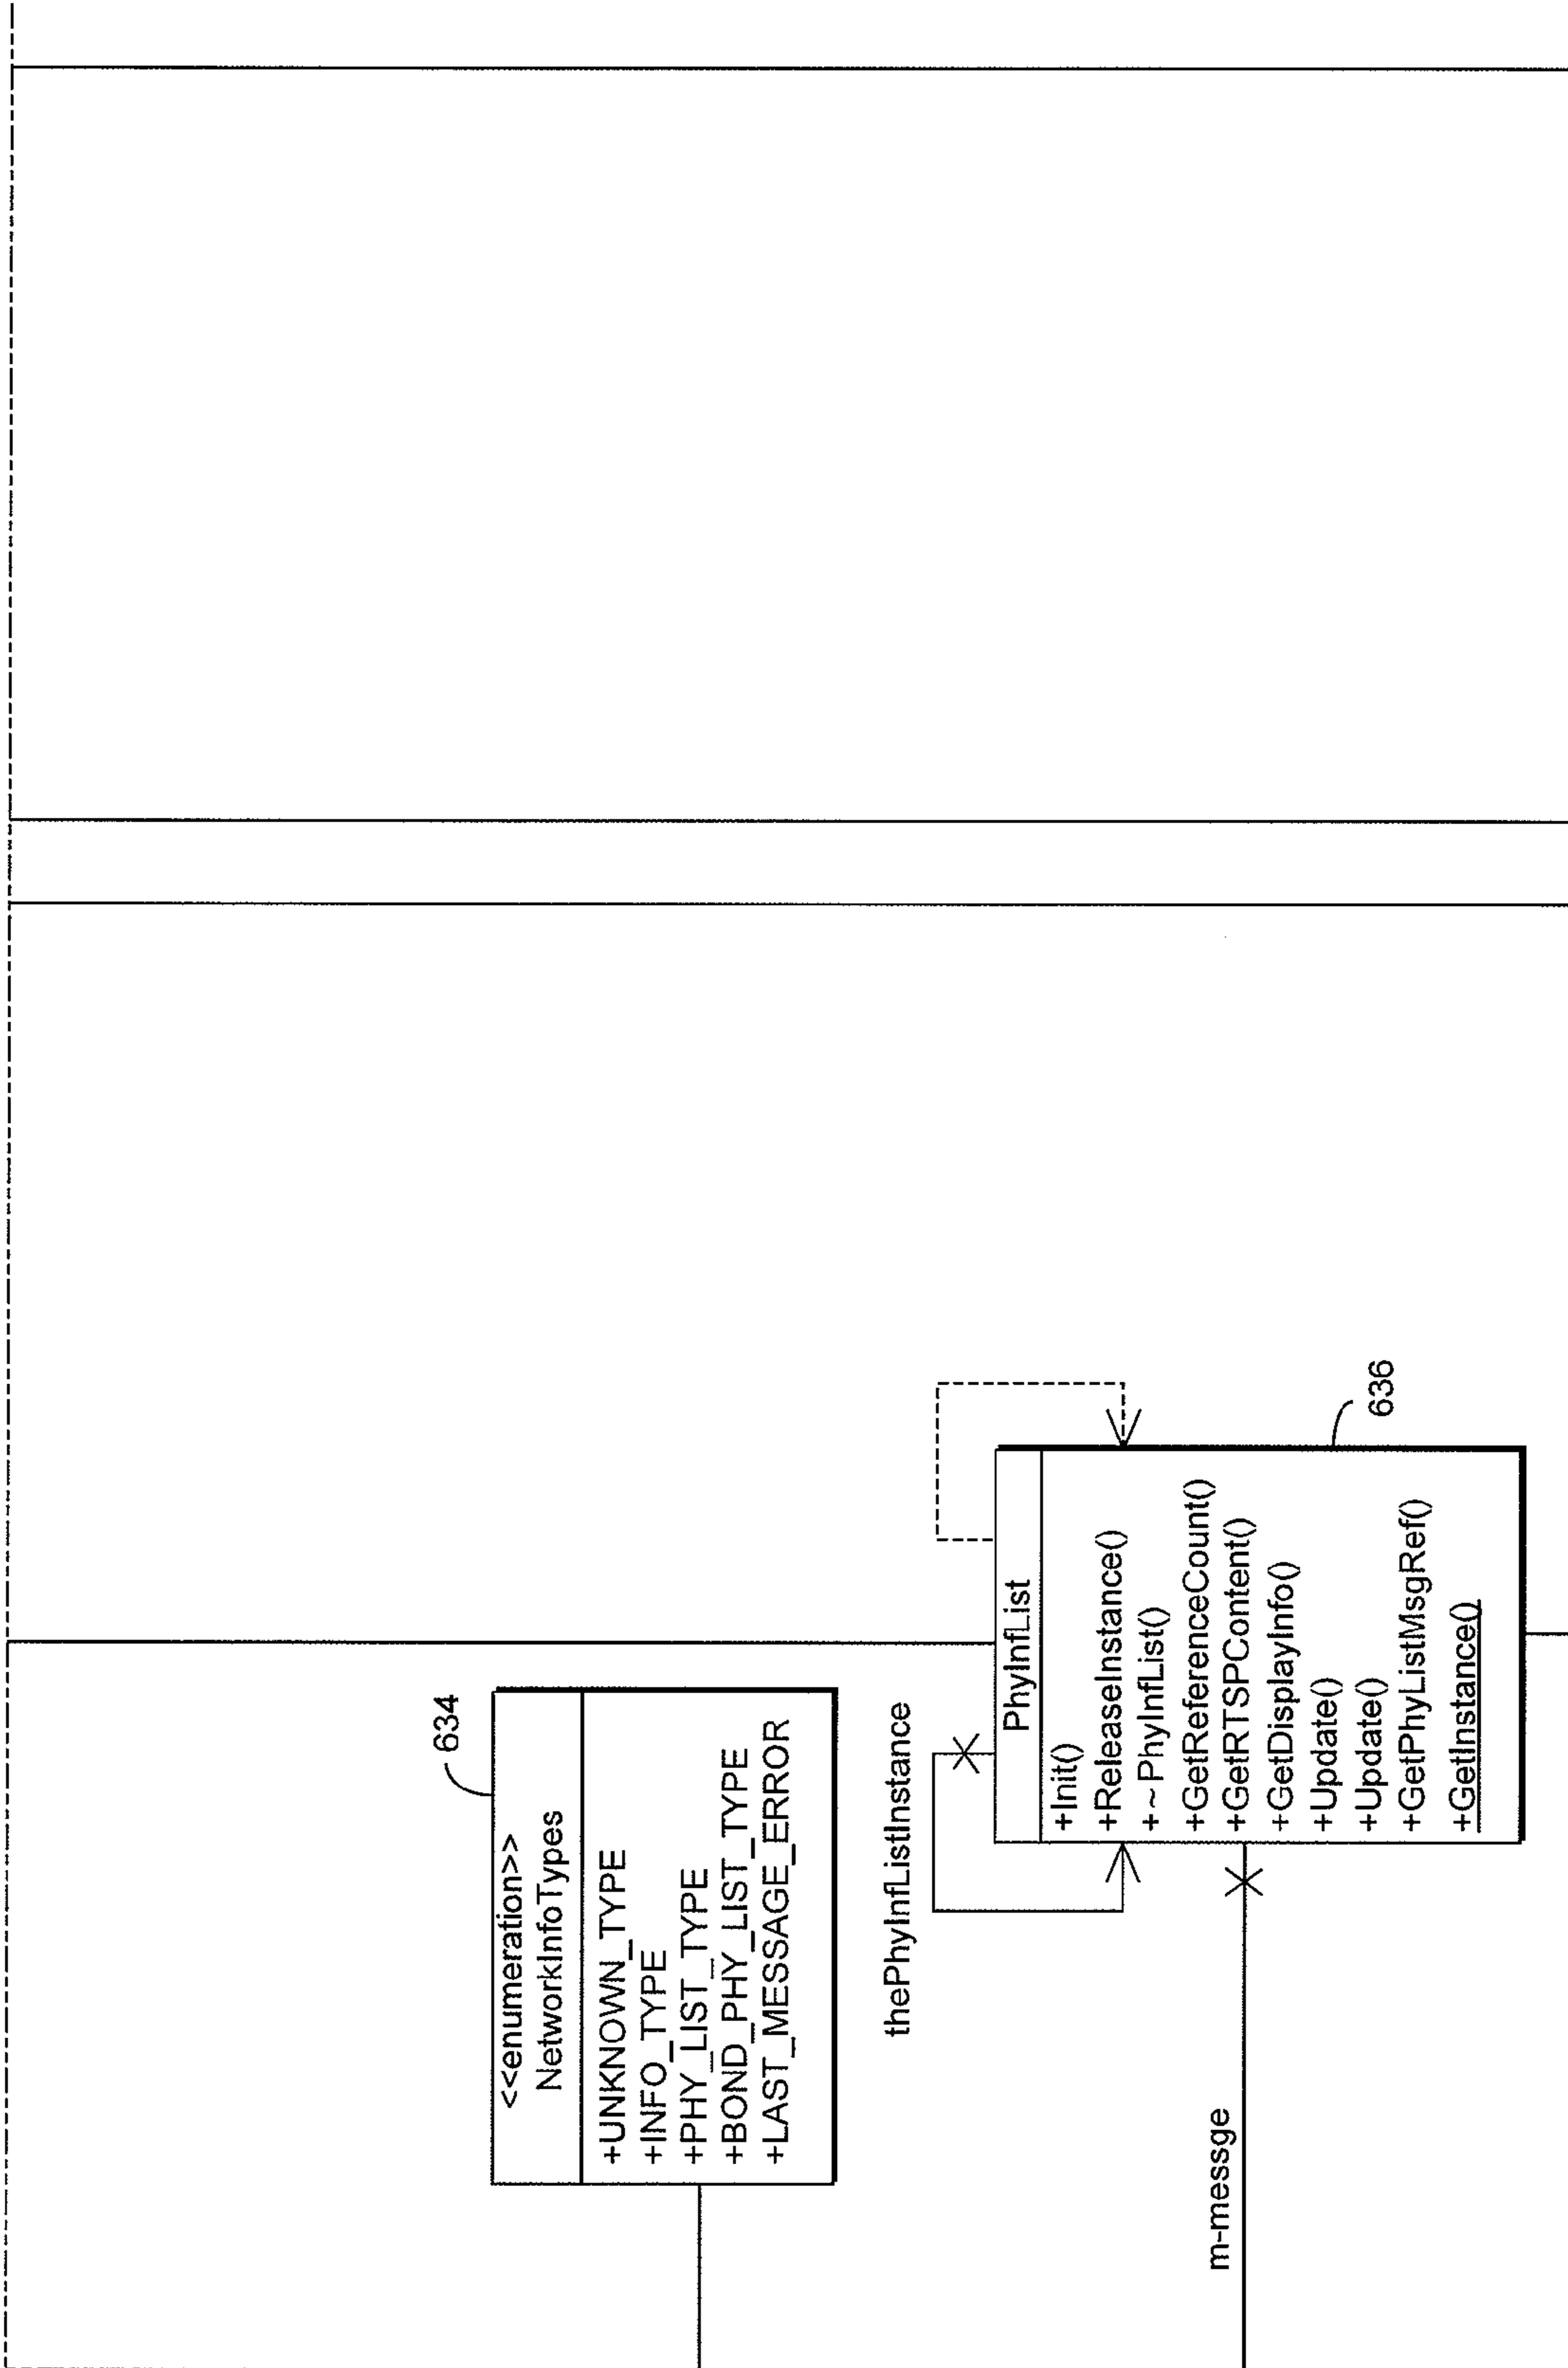 634
<<enumeration>>
NetworkInfoTypes
+UNKNOWN_TYPE
+INFO_TYPE
+PHY_LIST_TYPE
+BOND_PHY_LIST_TYPE
+LAST_MESSAGE_ERROR
thePhyInfListInstance
PhyInfList
+Init()
+ReleaseInstance()
+~PhyInfList()
+GetReferenceCount()
+GetRTSPContent()
+GetDisplayInfo()
+Update()
+Update()
+GetPhyListMsgRef()
+GetInstance()
636
m-messge